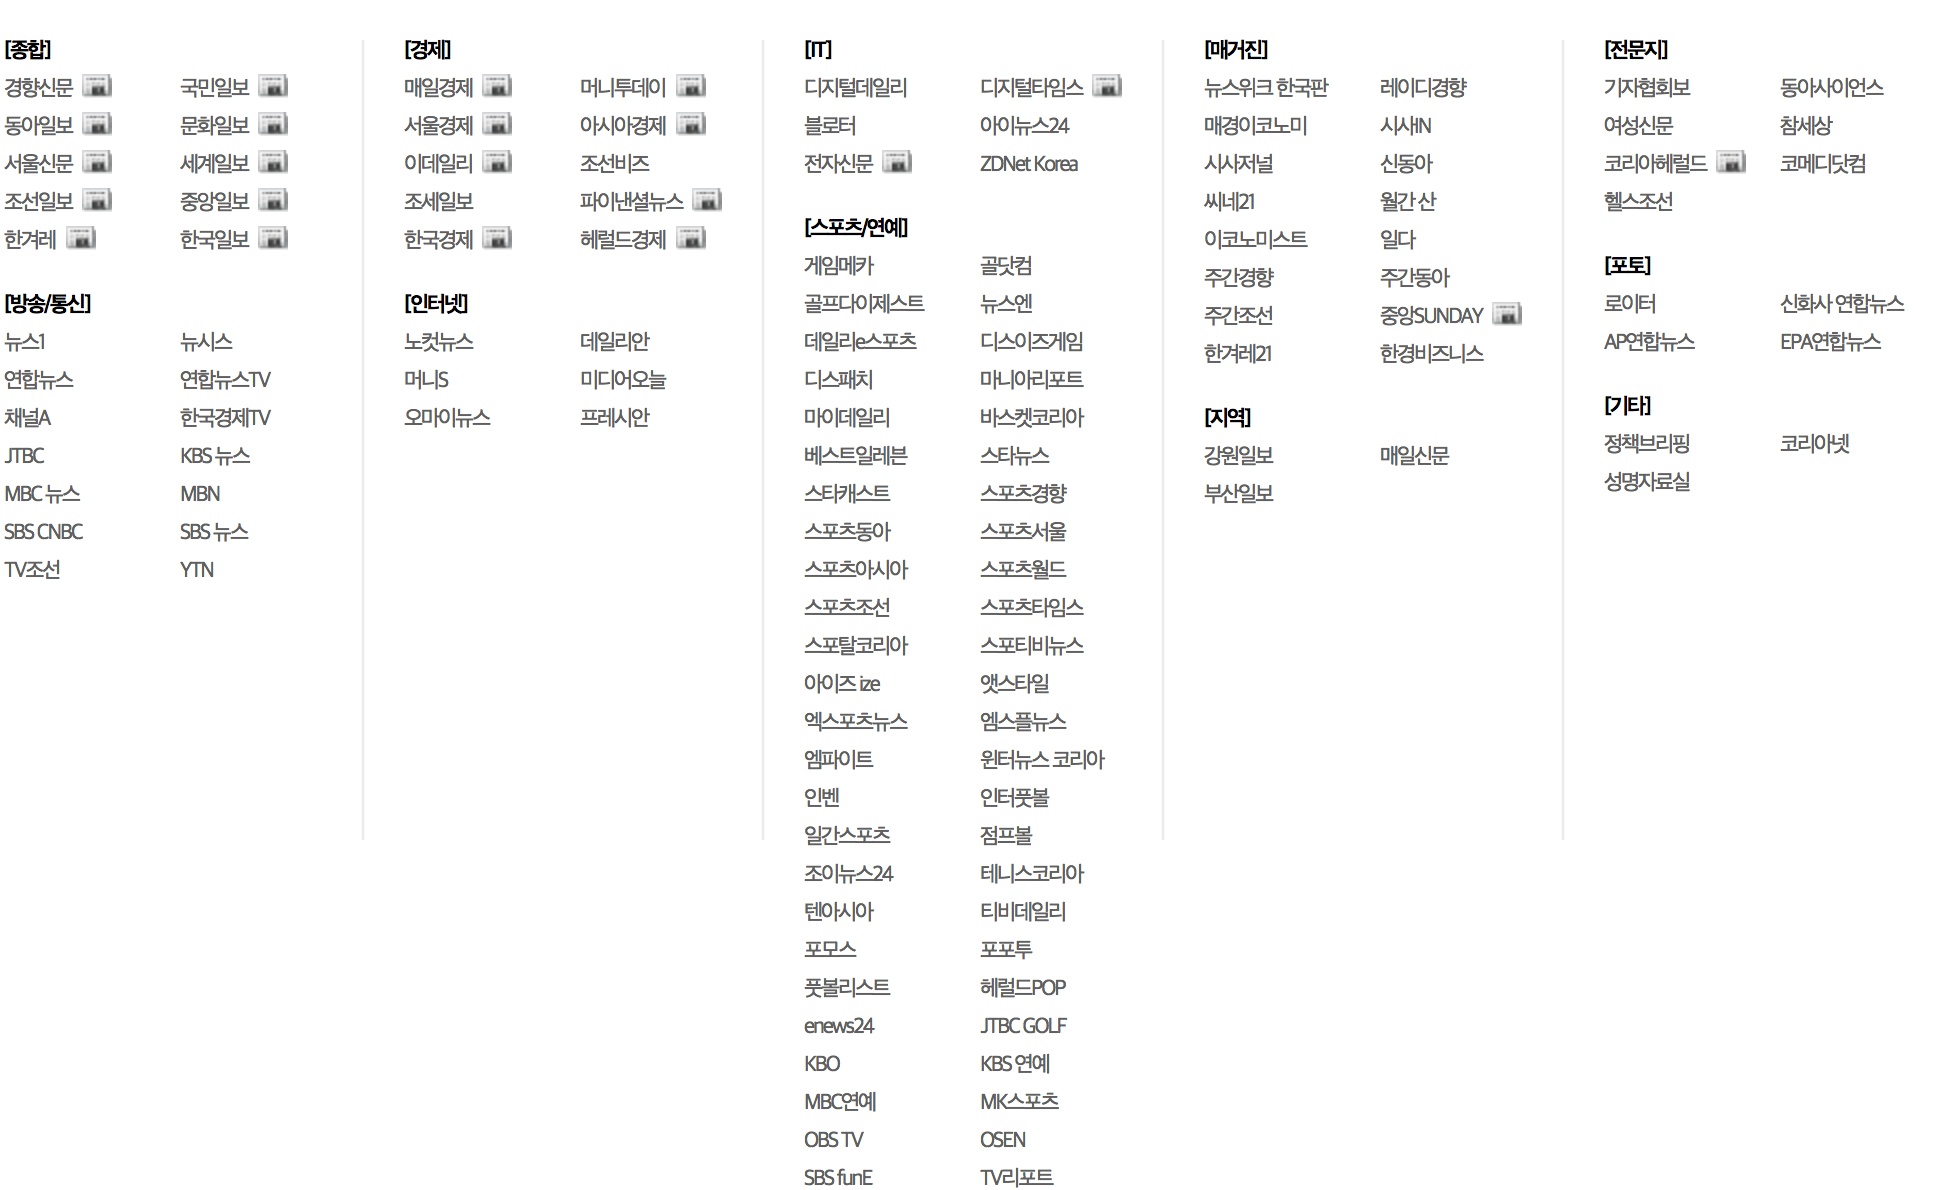 [종합]
경향신문 국민일보
동아일보 문화일보
서울신문 세계일보
조선일보 중앙일보
한겨레 한국일보
[방송/통신]
뉴스1 뉴시스
연합뉴스 연합뉴스TV
채널A 한국경제TV
JTBC KBS 뉴스
MBC 뉴스 MBN
SBS CNBC SBS 뉴스
TV조선 YTN
[경제]
매일경제 머니투데이
서울경제 아시아경제
이데일리 조선비즈
조세일보 파이낸셜뉴스
한국경제 헤럴드경제
[인터넷]
노컷뉴스 데일리안
머니S 미디어오늘
오마이뉴스 프레시안
[IT]
디지털데일리 디지털타임스
블로터 아이뉴스24
전자신문 ZDNet Korea
[스포츠/연예]
게임메카 골닷컴
골프다이제스트 뉴스엔
데일리e스포츠 디스이즈게임
디스패치 마니아리포트
마이데일리 바스켓코리아
베스트일레븐 스타뉴스
스타캐스트 스포츠경향
스포츠동아 스포츠서울
스포츠아시아 스포츠월드
스포츠조선 스포츠타임스
스포탈코리아 스포티비뉴스
아이즈 ize 앳스타일
엑스포츠뉴스 엠스플뉴스
엠파이트 윈터뉴스 코리아
인벤 인터풋볼
일간스포츠 점프볼
조이뉴스24 테니스코리아
텐아시아 티비데일리
포모스 포포투
풋볼리스트 헤럴드POP
enews24 JTBC GOLF
KBO KBS 연예
MBC연예 MK스포츠
OBS TV OSEN
SBS funE TV리포트
[매거진]
뉴스위크 한국판 레이디경향
매경이코노미 시사IN
시사저널 신동아
씨네21 월간 산
이코노미스트 일다
주간경향 주간동아
주간조선 중앙SUNDAY
한겨레21 한경비즈니스
[지역]
강원일보 매일신문
부산일보
[전문지]
기자협회보 동아사이언스
여성신문 참세상
코리아헤럴드 코메디닷컴
헬스조선
[포토]
로이터 신화사 연합뉴스
AP연합뉴스 EPA연합뉴스
[기타]
정책브리핑 코리아넷
성명자료실